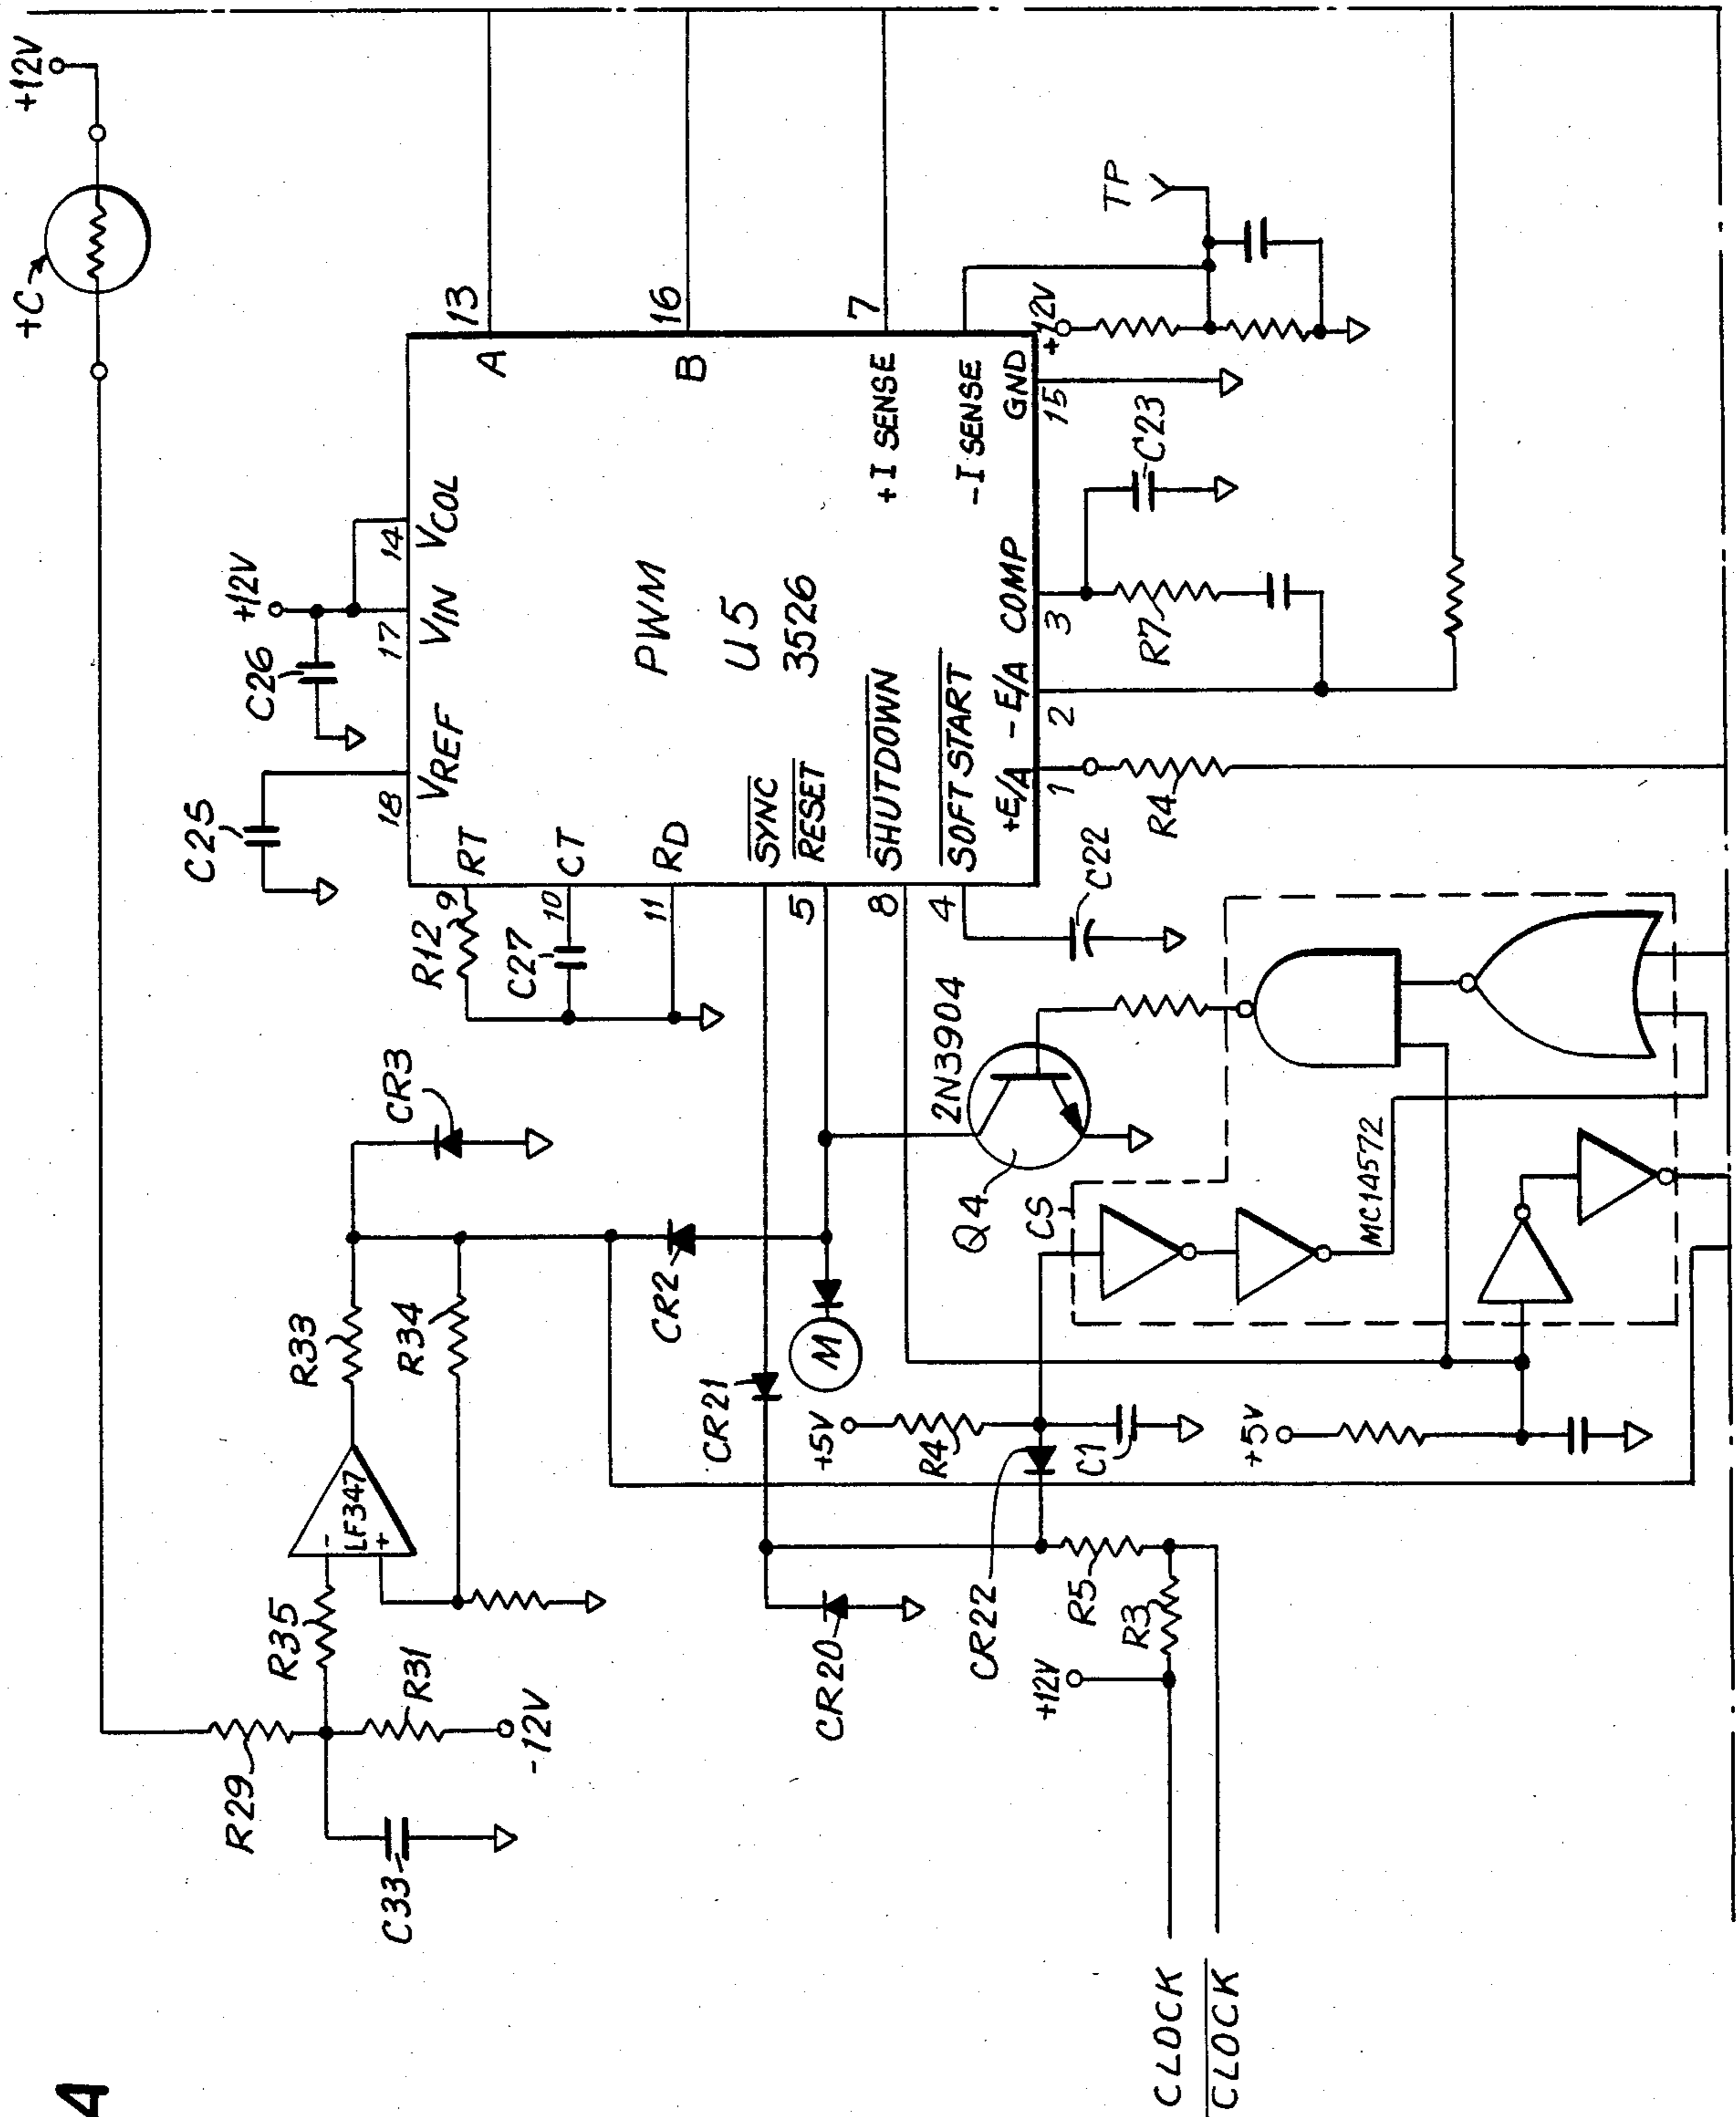 4
+C
+12V
C25
C26
+12V
18
17
14
VREF
VIN
VCOL
13
A
16
B
7
+I SENSE
-I SENSE
PWM
U5
3526
R12
9
RT
C27
10
CT
11
RD
SYNC
5
RESET
8
SHUTDOWN
4
SOFT START
+E/A
-E/A
COMP
GND
1
2
3
15
+12V
TP
C23
R7
R4
C22
CR3
R33
R34
LF347
-
+
R35
R29
R31
-12V
C33
CR2
M
CR21
CR20
2N3904
Q4
CS
MC14572
+5V
R4
C1
+5V
CR22
R5
R3
+12V
CLOCK
CLOCK